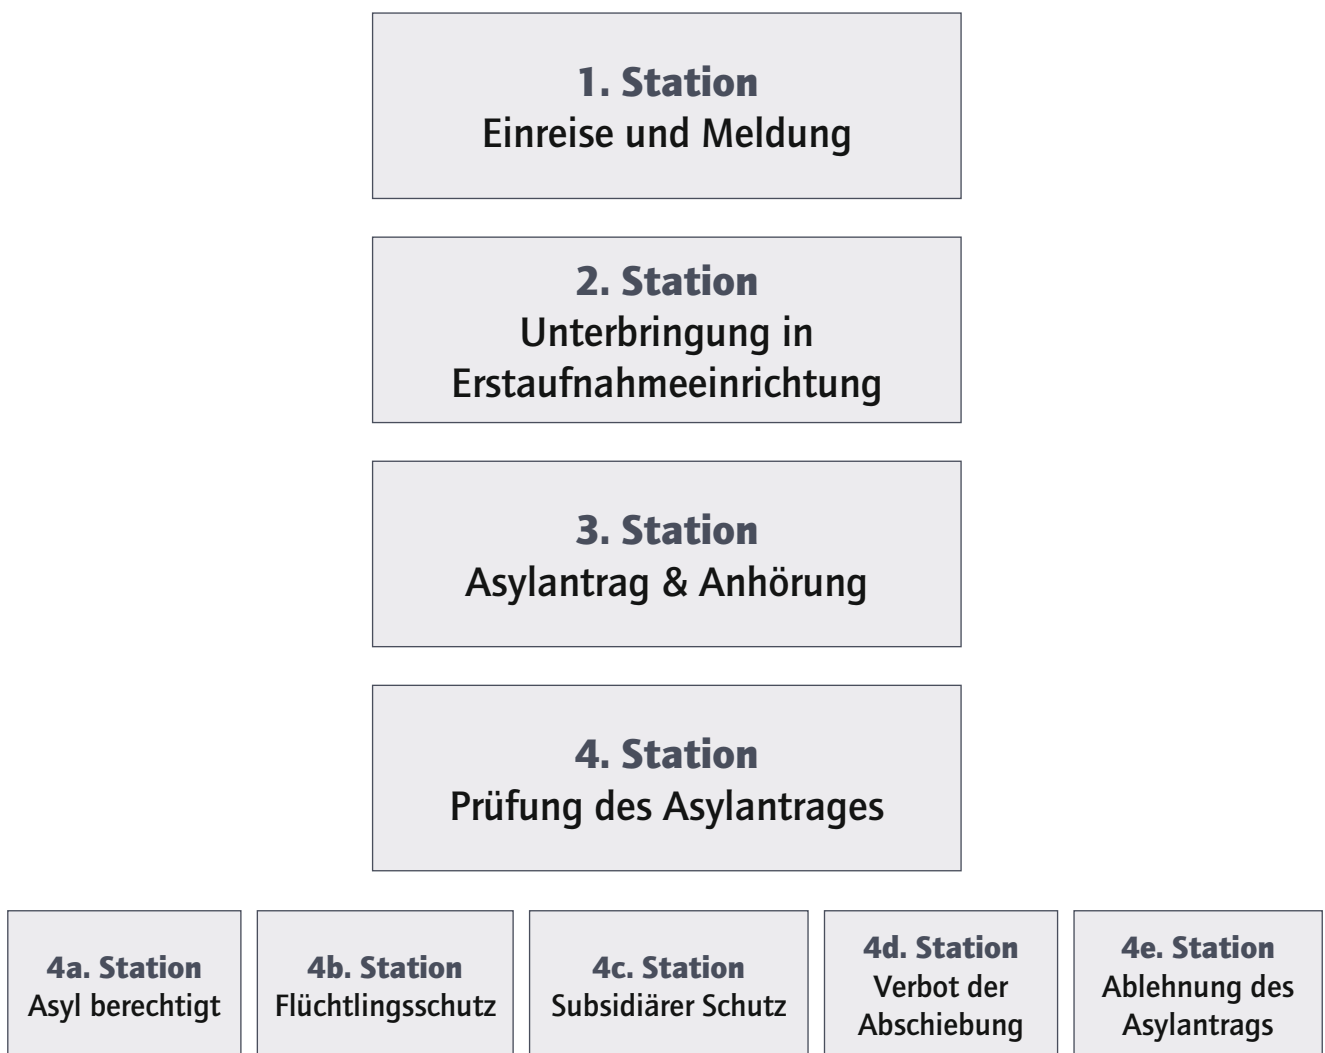 1. Station
Einreise und Meldung
2. Station
Unterbringung in
Erstaufnahmeeinrichtung
3. Station
Asylantrag & Anhörung
4. Station
Prüfung des Asylantrages
4a. Station
Asyl berechtigt
4b. Station
Flüchtlingsschutz
4c. Station
Subsidiärer Schutz
4d. Station
Verbot der
Abschiebung
4e. Station
Ablehnung des
Asylantrags